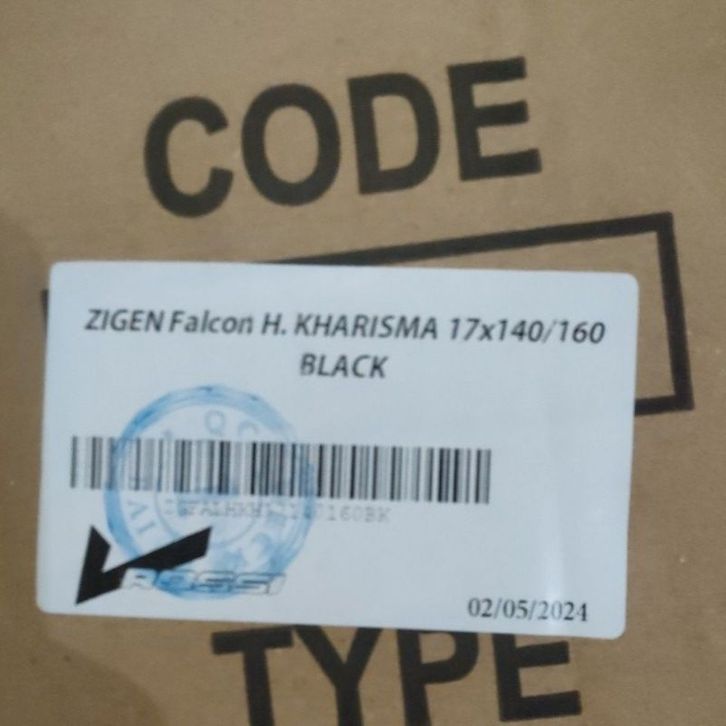 CODE
ZIGEN Falcon H. KHARISMA 17x140/160
BLACK
ROSSI
02/05/2024
TYPE